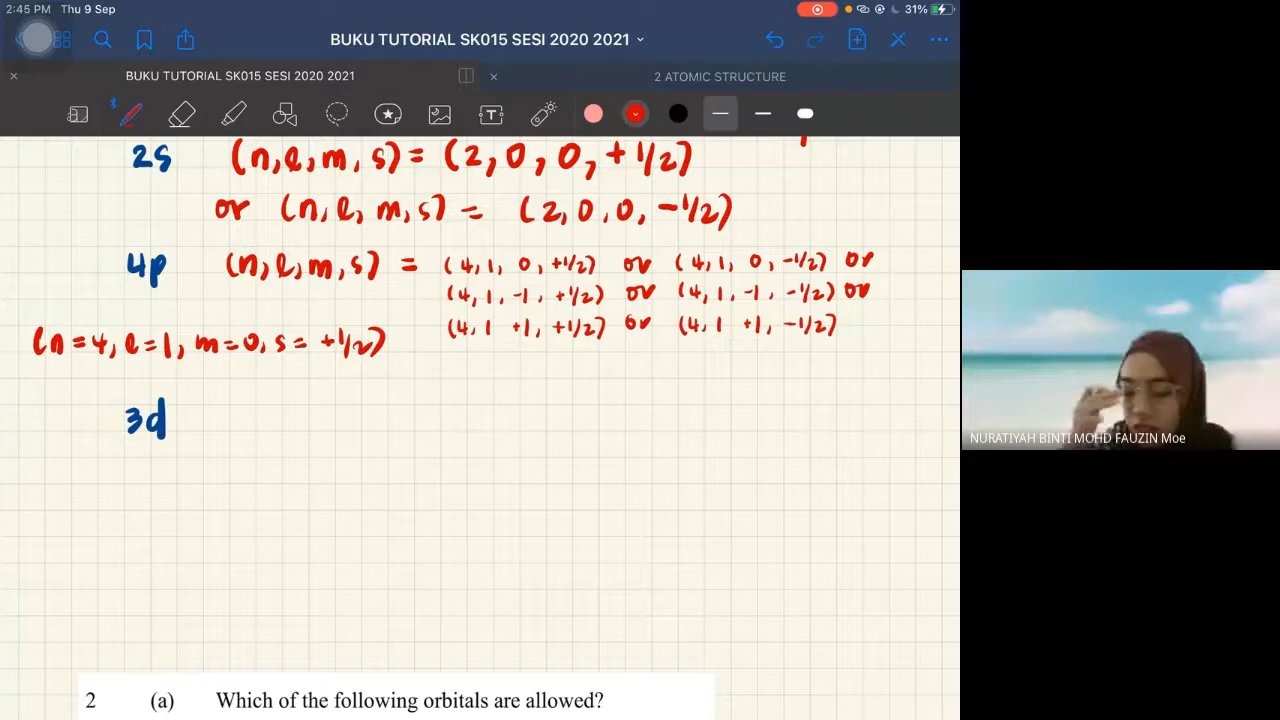 2:45 PM Thu 9 Sep
31%
BUKU TUTORIAL SK015 SESI 2020 2021
BUKU TUTORIAL SK015 SESI 2020 2021
2 ATOMIC STRUCTURE
2s (n, l, m, s) = (2, 0, 0, +1/2)
or (n, l, m, s) = (2, 0, 0, -1/2)
4p (n, l, m, s) = (4, 1, 0, +1/2) or (4, 1, 0, -1/2) or
(4, 1, -1, +1/2) or (4, 1, -1, -1/2) or
(4, 1 +1, +1/2) or (4, 1 +1, -1/2)
(n = 4, l = 1, m = 0, s = +1/2)
3d
2 (a) Which of the following orbitals are allowed?
NURATIYAH BINTI MOHD FAUZIN Moe